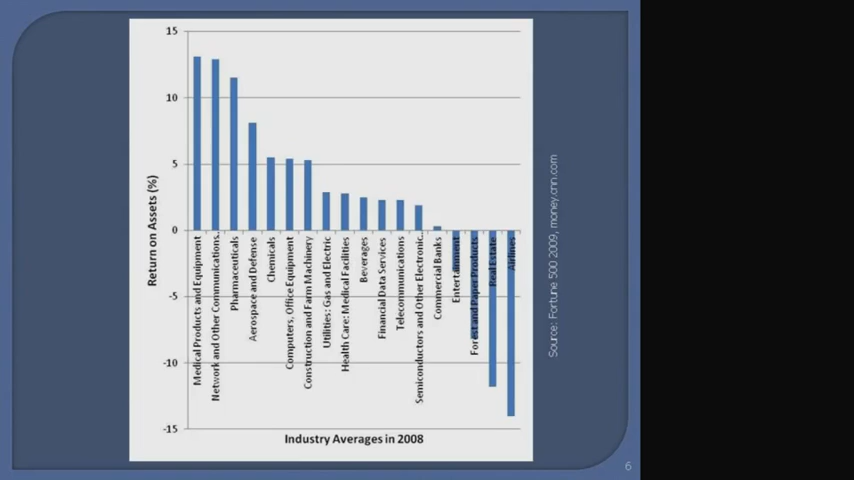 15
10
5
0
-5
-10
-15
Return on Assets (%)
Medical Products and Equipment
Network and Other Communications..
Pharmaceuticals
Aerospace and Defense
Chemicals
Computers, Office Equipment
Construction and Farm Machinery
Utilities: Gas and Electric
Health Care: Medical Facilities
Beverages
Financial Data Services
Telecommunications
Semiconductors and Other Electronic..
Commercial Banks
Entertainment
Forest and Paper Products
Real Estate
Airlines
Industry Averages in 2008
Source: Fortune 500 2009, money.cnn.com
6